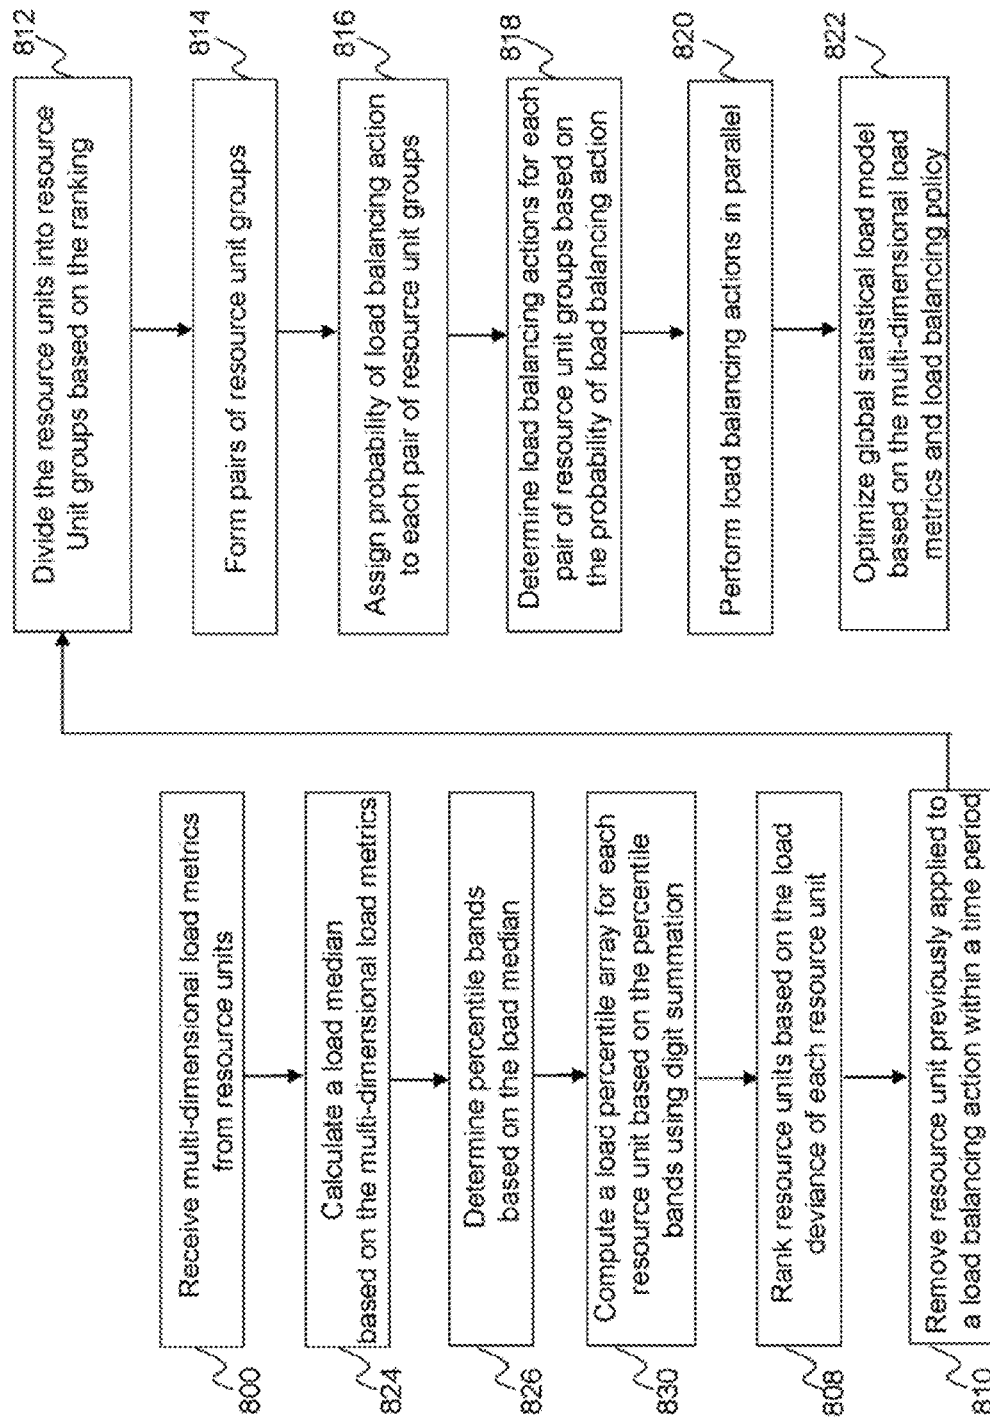 800
Receive multi-dimensional load metrics
from resource units
824
Calculate a load median
based on the multi-dimensional load metrics
826
Determine percentile bands
based on the load median
830
Compute a load percentile array for each
resource unit based on the percentile
bands using digit summation
808
Rank resource units based on the load
deviance of each resource unit
810
Remove resource unit previously applied to
a load balancing action within a time period
812
Divide the resource units into resource
Unit groups based on the ranking
814
Form pairs of resource unit groups
816
Assign probability of load balancing action
to each pair of resource unit groups
818
Determine load balancing actions for each
pair of resource unit groups based on
the probability of load balancing action
820
Perform load balancing actions in parallel
822
Optimize global statistical load model
based on the multi-dimensional load
metrics and load balancing policy